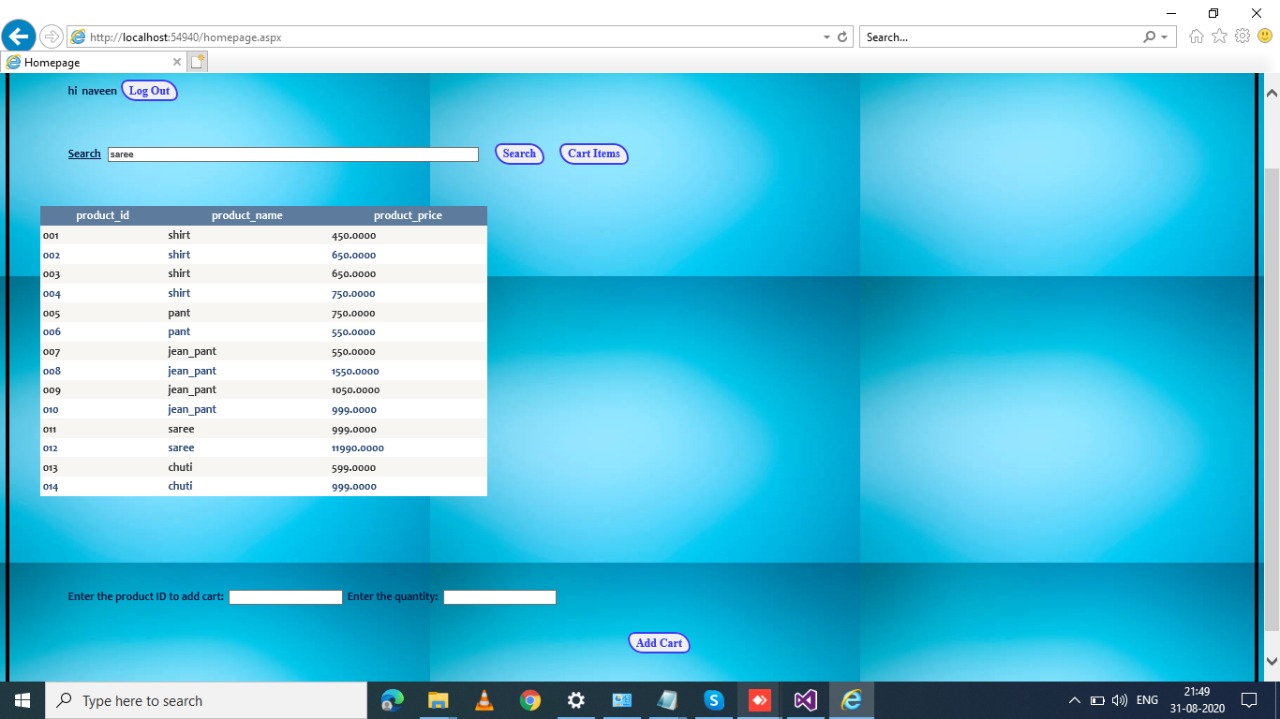 http://localhost:54940/homepage.aspx
Search...
Homepage
hi naveen Log Out
Search saree Search Cart Items
product_id product_name product_price
001 shirt 450.0000
002 shirt 650.0000
003 shirt 650.0000
004 shirt 750.0000
005 pant 750.0000
006 pant 550.0000
007 jean_pant 550.0000
008 jean_pant 1550.0000
009 jean_pant 1050.0000
010 jean_pant 999.0000
011 saree 999.0000
012 saree 11990.0000
013 chuti 599.0000
014 chuti 999.0000
Enter the product ID to add cart: Enter the quantity:
Add Cart
Type here to search
ENG
21:49
31-08-2020